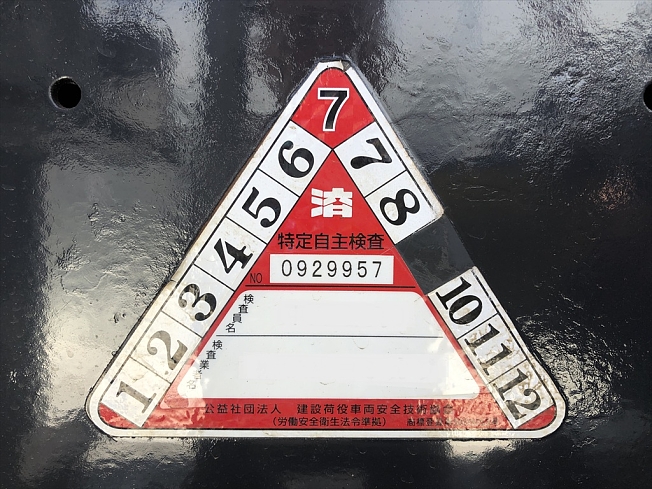 7
6 7
5 済 8
4 特定自主検査
NO 0929957
3 検査員名 10
2 検査業 11
1 12
公益社団法人 建設荷役車両安全技術協会
(労働安全衛生法令準拠)